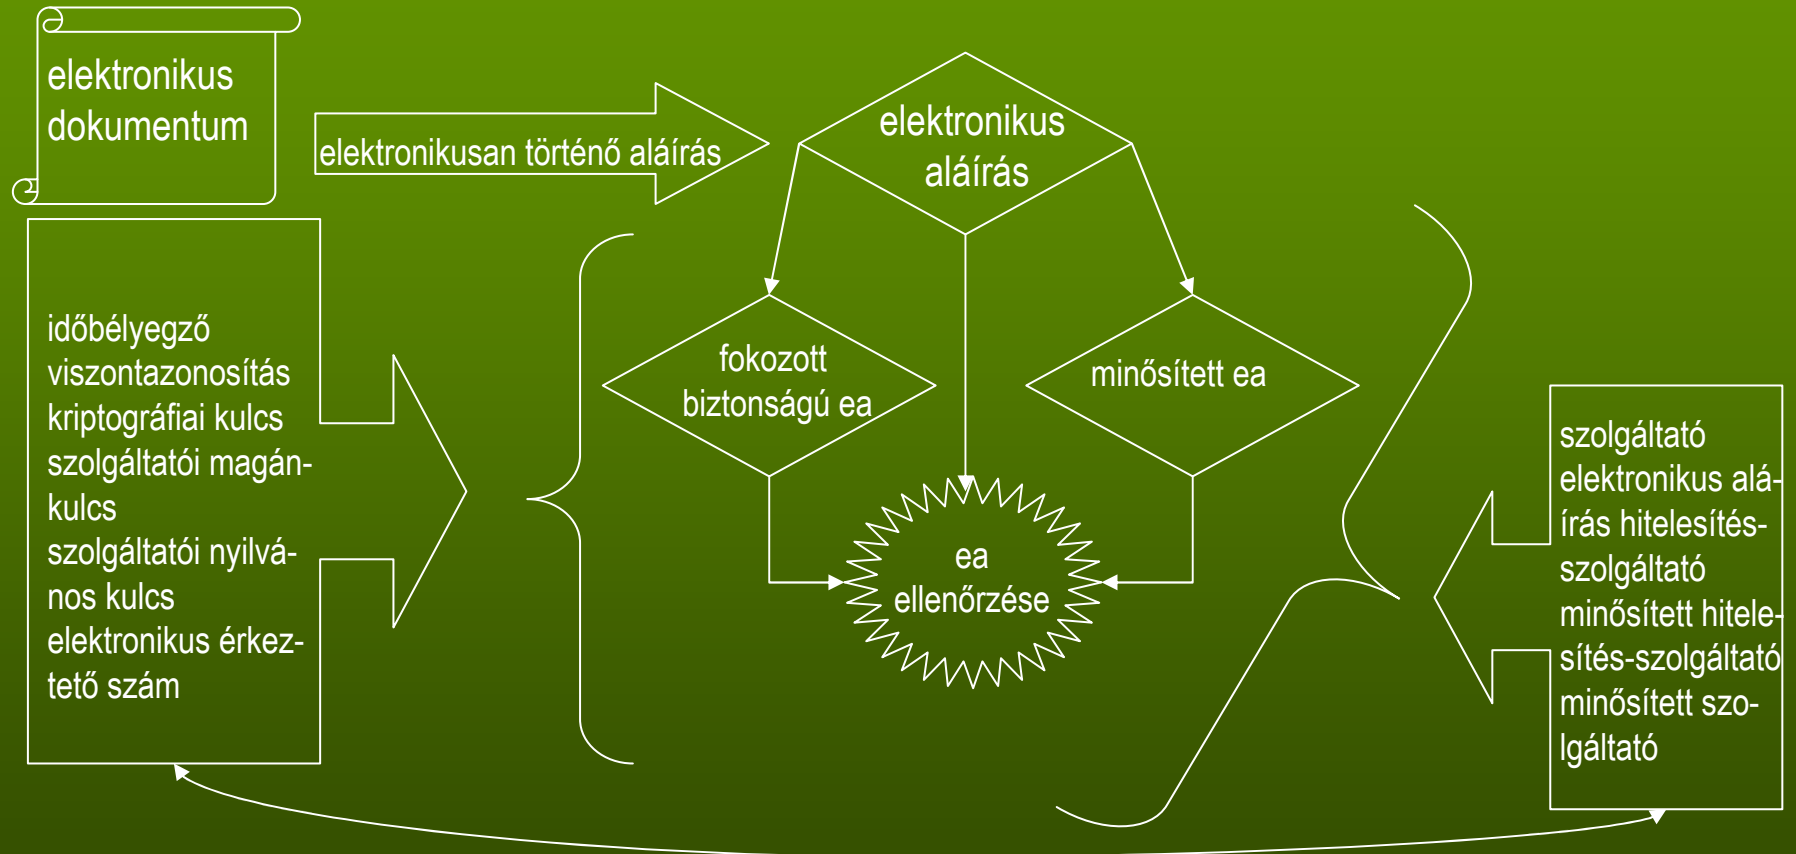 elektronikus
dokumentum
elektronikusan történő aláírás
elektronikus
aláírás
időbélyegző
viszontazonosítás
kriptográfiai kulcs
szolgáltatói magán-
kulcs
szolgáltatói nyilvá-
nos kulcs
elektronikus érkez-
tető szám
fokozott
biztonságú ea
minősített ea
ea
ellenőrzése
szolgáltató
elektronikus alá-
írás hitelesítés-
szolgáltató
minősített hitele-
sítés-szolgáltató
minősített szo-
lgáltató